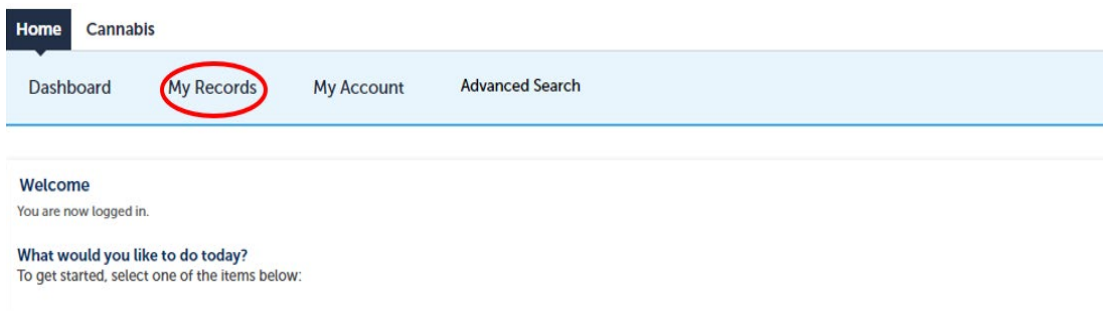 Home Cannabis
Dashboard My Records My Account Advanced Search
Welcome
You are now logged in.
What would you like to do today?
To get started, select one of the items below: